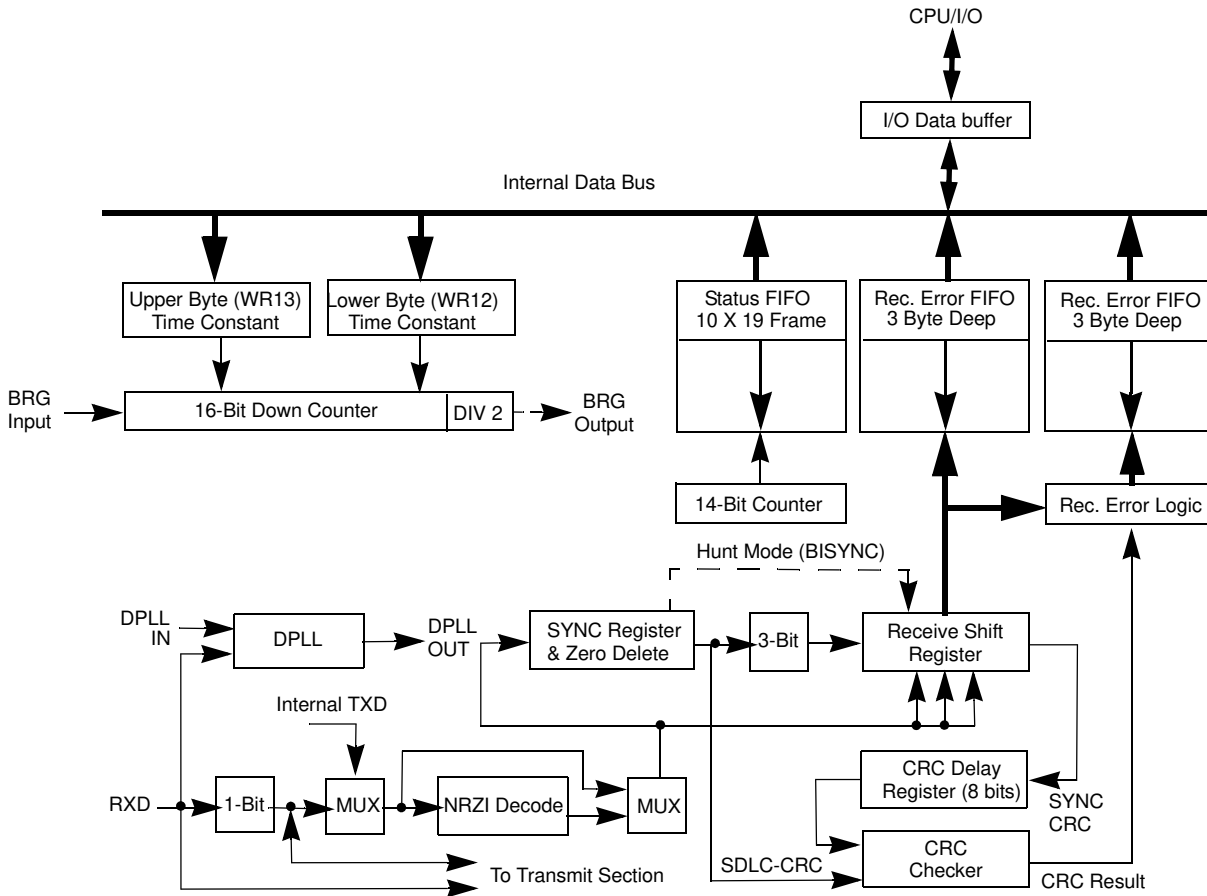 CPU/I/O
I/O Data buffer
Internal Data Bus
Upper Byte (WR13)
Time Constant
Lower Byte (WR12)
Time Constant
Status FIFO
10 X 19 Frame
Rec. Error FIFO
3 Byte Deep
Rec. Error FIFO
3 Byte Deep
BRG
Input
16-Bit Down Counter
DIV 2
BRG
Output
14-Bit Counter
Rec. Error Logic
Hunt Mode (BISYNC)
DPLL
IN
DPLL
DPLL
OUT
SYNC Register
& Zero Delete
3-Bit
Receive Shift
Register
Internal TXD
RXD
1-Bit
MUX
NRZI Decode
MUX
CRC Delay
Register (8 bits)
SYNC
CRC
To Transmit Section
SDLC-CRC
CRC
Checker
CRC Result